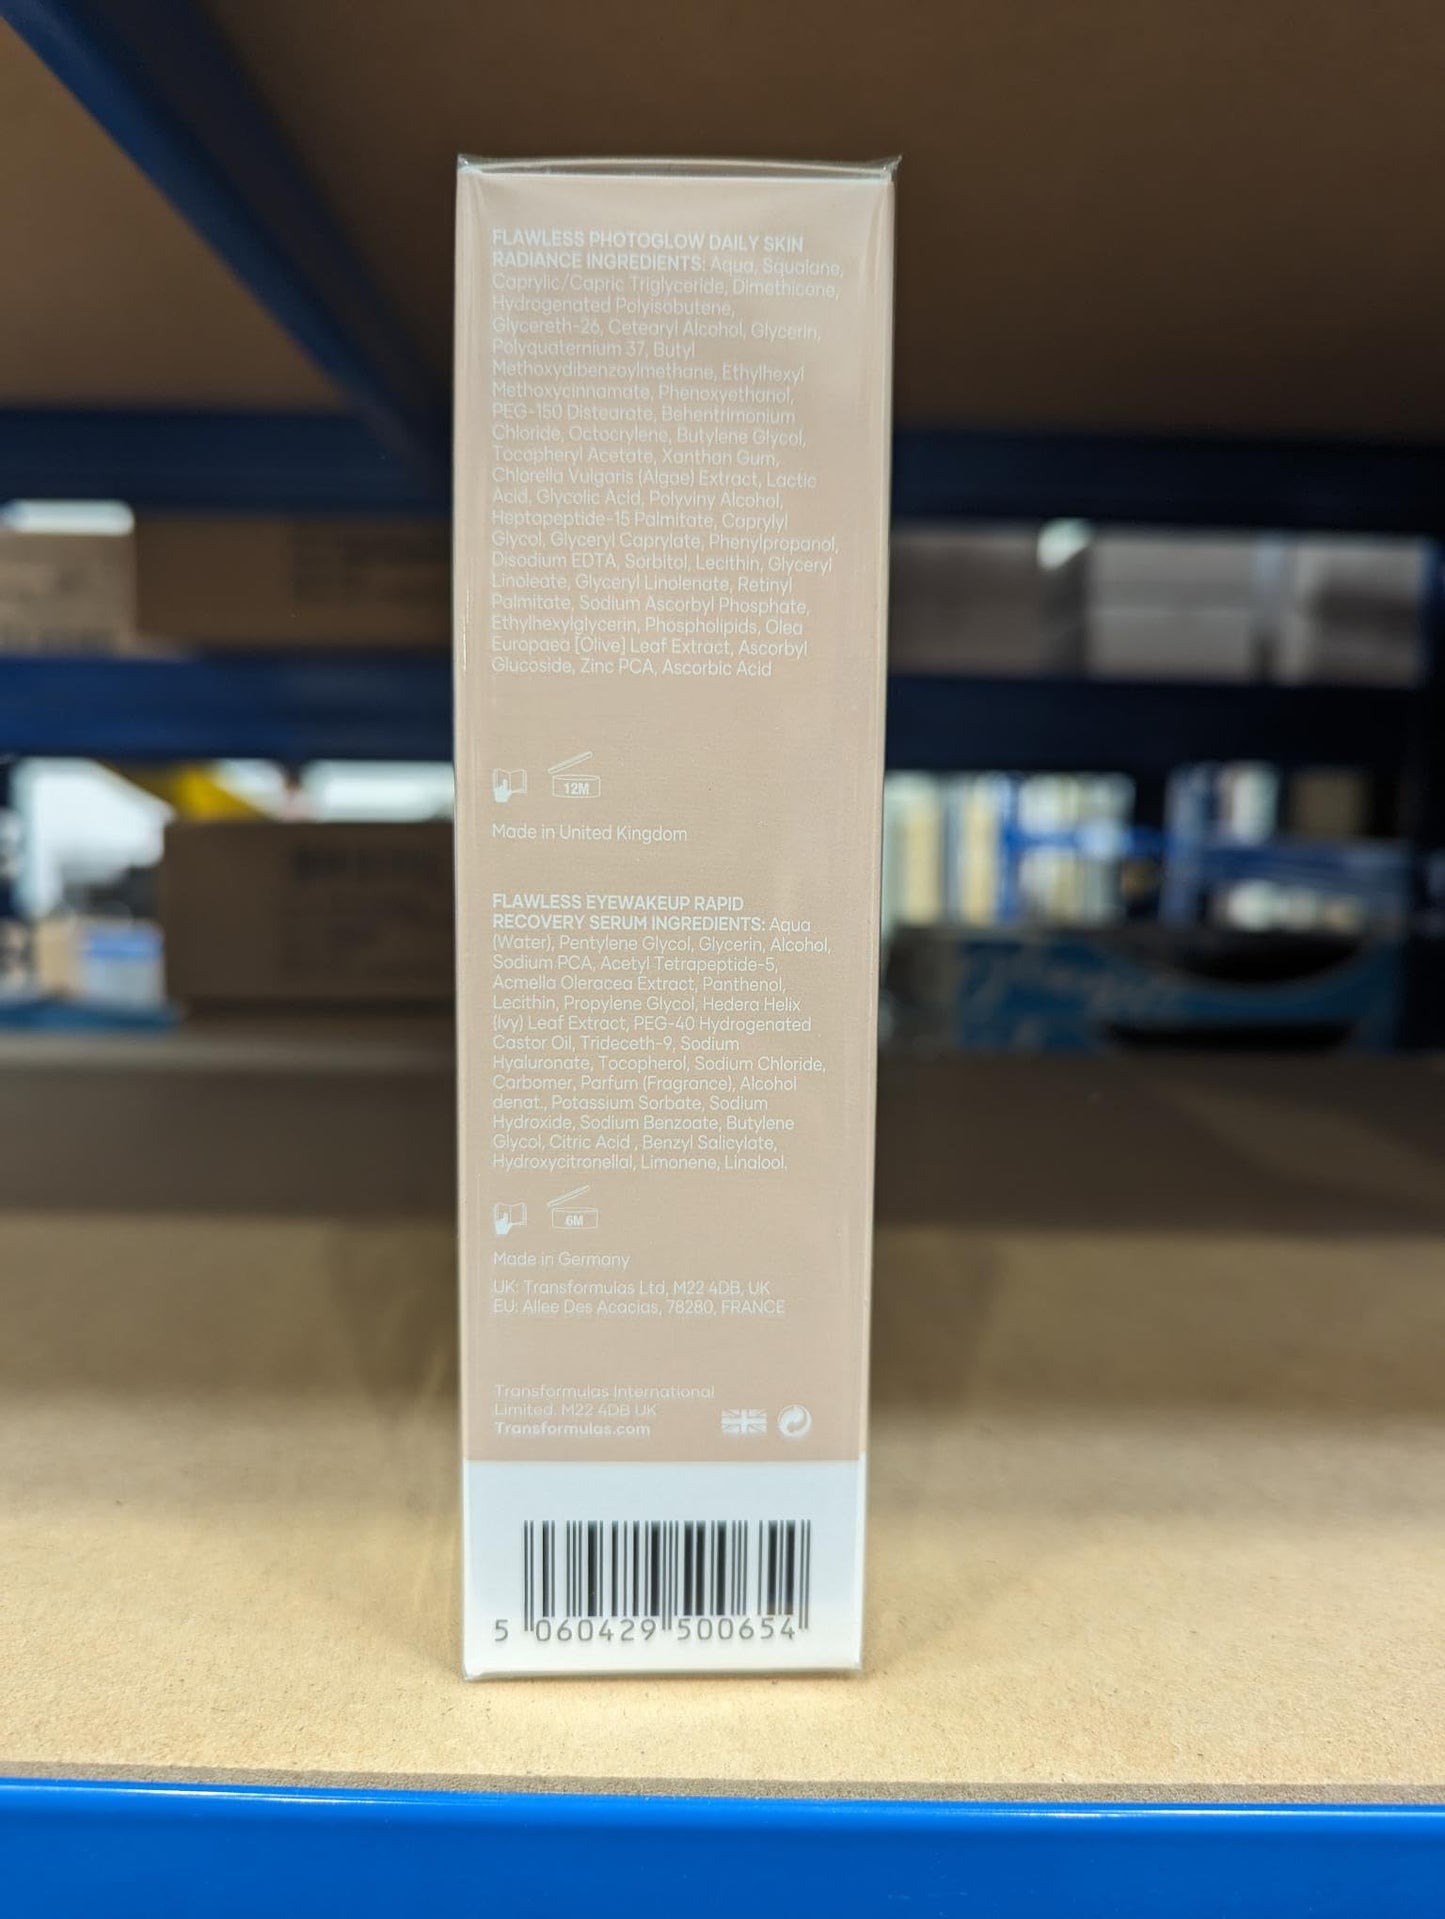 FLAWLESS PHOTOGLOW DAILY SKIN
RADIANCE INGREDIENTS: Aqua, Squalane,
Caprylic/Capric Triglyceride, Dimethicone,
Hydrogenated Polyisobutene,
Glycereth-26, Cetearyl Alcohol, Glycerin,
Polyquaternium 37, Butyl
Methoxydibenzoylmethane, Ethylhexyl
Methoxycinnamate, Phenoxyethanol,
PEG-150 Distearate, Behentrimonium
Chloride, Octocrylene, Butylene Glycol,
Tocopheryl Acetate, Xanthan Gum,
Chlorella Vulgaris (Algae) Extract, Lactic
Acid, Glycolic Acid, Polyviny Alcohol,
Heptapeptide-15 Palmitate, Caprylyl
Glycol, Glyceryl Caprylate, Phenylpropanol,
Disodium EDTA, Sorbitol, Lecithin, Glyceryl
Linoleate, Glyceryl Linolenate, Retinyl
Palmitate, Sodium Ascorbyl Phosphate,
Ethylhexylglycerin, Phospholipids, Olea
Europaea [Olive] Leaf Extract, Ascorbyl
Glucoside, Zinc PCA, Ascorbic Acid
12M
Made in United Kingdom
FLAWLESS EYEWAKEUP RAPID
RECOVERY SERUM INGREDIENTS: Aqua
(Water), Pentylene Glycol, Glycerin, Alcohol,
Sodium PCA, Acetyl Tetrapeptide-5,
Acmella Oleracea Extract, Panthenol,
Lecithin, Propylene Glycol, Hedera Helix
(Ivy) Leaf Extract, PEG-40 Hydrogenated
Castor Oil, Trideceth-9, Sodium
Hyaluronate, Tocopherol, Sodium Chloride,
Carbomer, Parfum (Fragrance), Alcohol
denat., Potassium Sorbate, Sodium
Hydroxide, Sodium Benzoate, Butylene
Glycol, Citric Acid , Benzyl Salicylate,
Hydroxycitronellal, Limonene, Linalool.
6M
Made in Germany
UK: Transformulas Ltd, M22 4DB, UK
EU: Allee Des Acacias, 78280, FRANCE
Transformulas International
Limited. M22 4DB UK
Transformulas.com
5 060429 500654